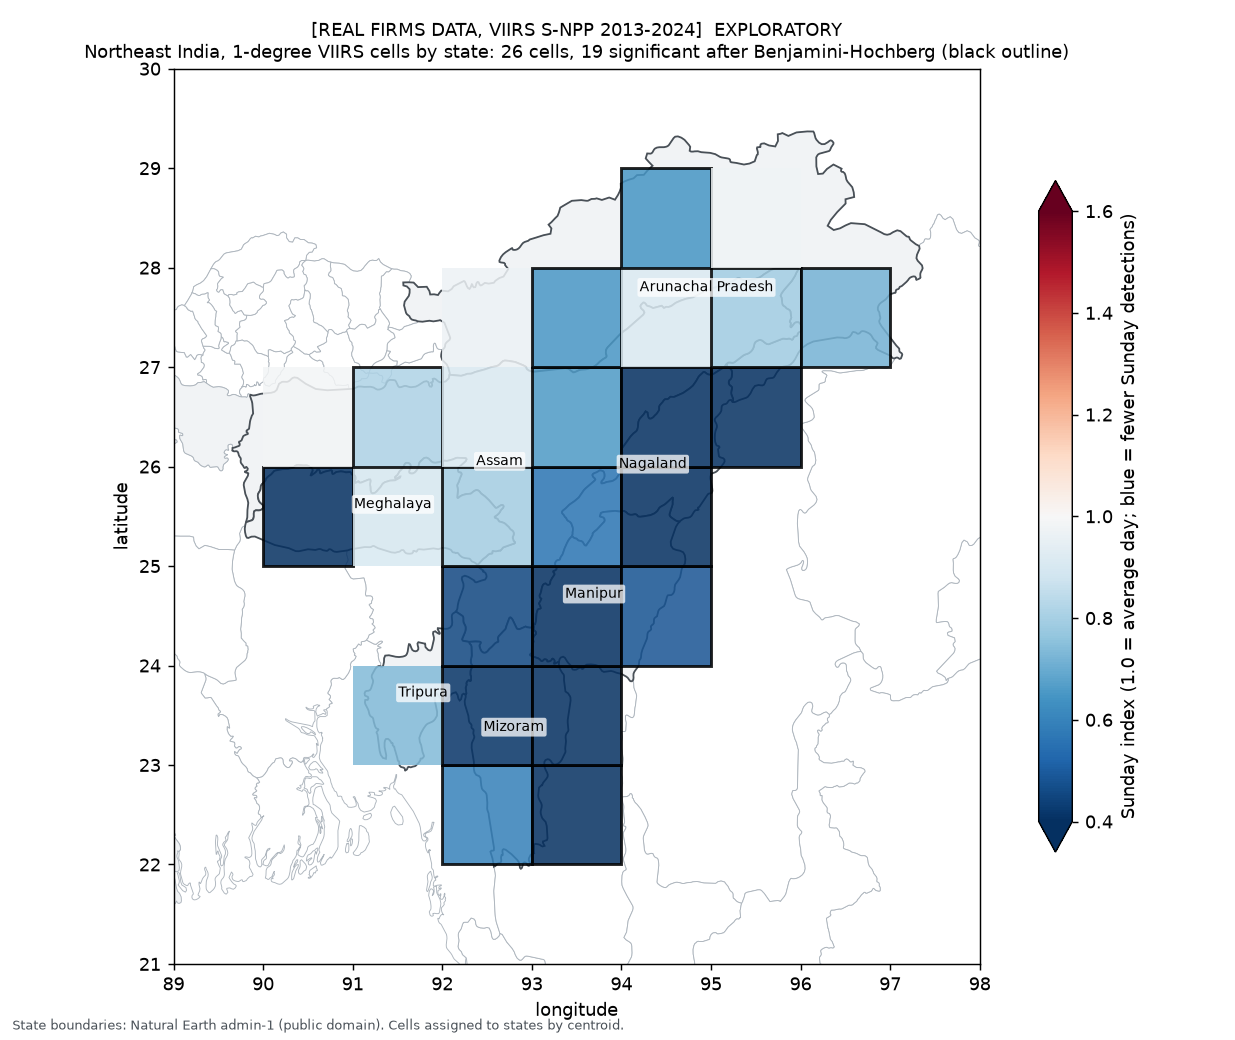 [REAL FIRMS DATA, VIIRS S-NPP 2013-2024]  EXPLORATORY
Northeast India, 1-degree VIIRS cells by state: 26 cells, 19 significant after Benjamini-Hochberg (black outline)
30
29
28
27
26
25
24
23
22
21
latitude
Arunachal Pradesh
Assam
Nagaland
Meghalaya
Manipur
Tripura
Mizoram
89
90
91
92
93
94
95
96
97
98
longitude
1.6
1.4
1.2
1.0
0.8
0.6
0.4
Sunday index (1.0 = average day; blue = fewer Sunday detections)
State boundaries: Natural Earth admin-1 (public domain). Cells assigned to states by centroid.